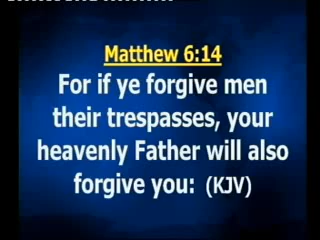 Matthew 6:14
For if ye forgive men
their trespasses, your
heavenly Father will also
forgive you: (KJV)